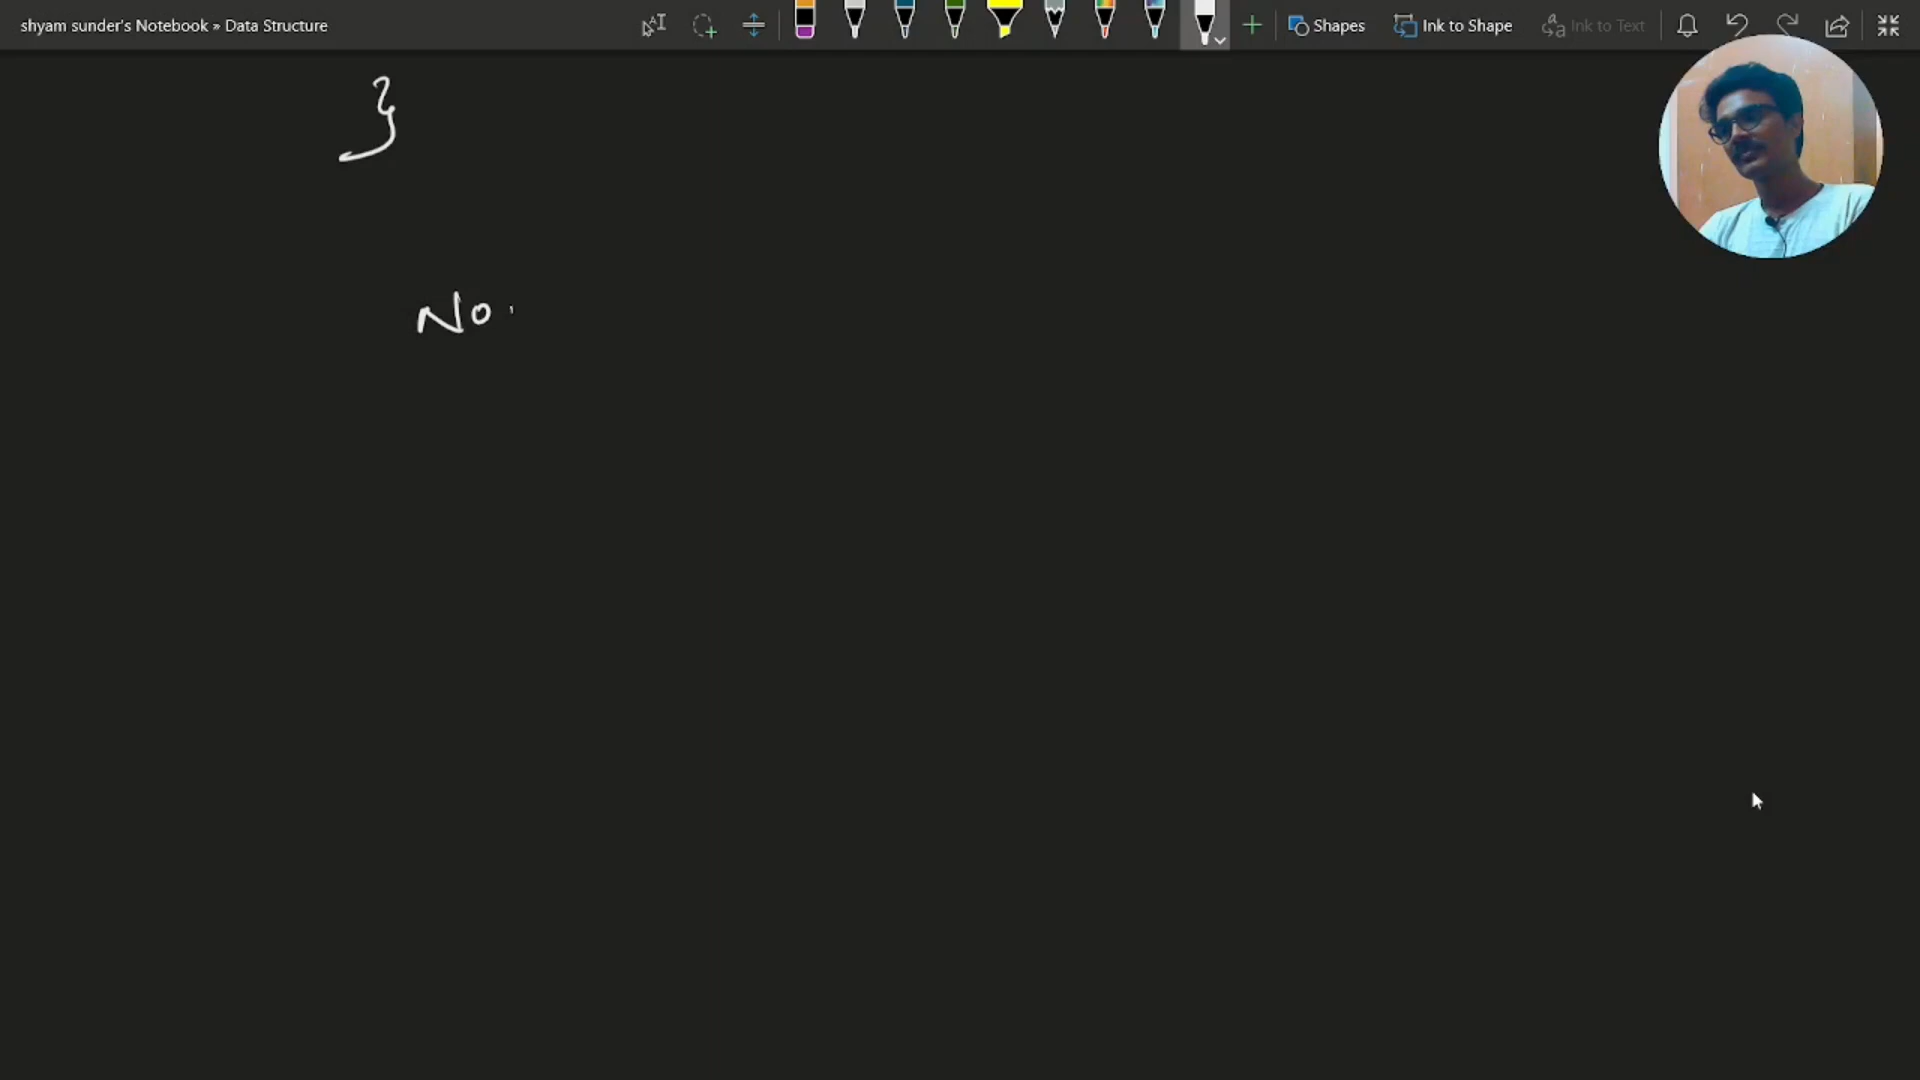 shyam sunder's Notebook » Data Structure
Shapes
Ink to Shape
Ink to Text
}
No.